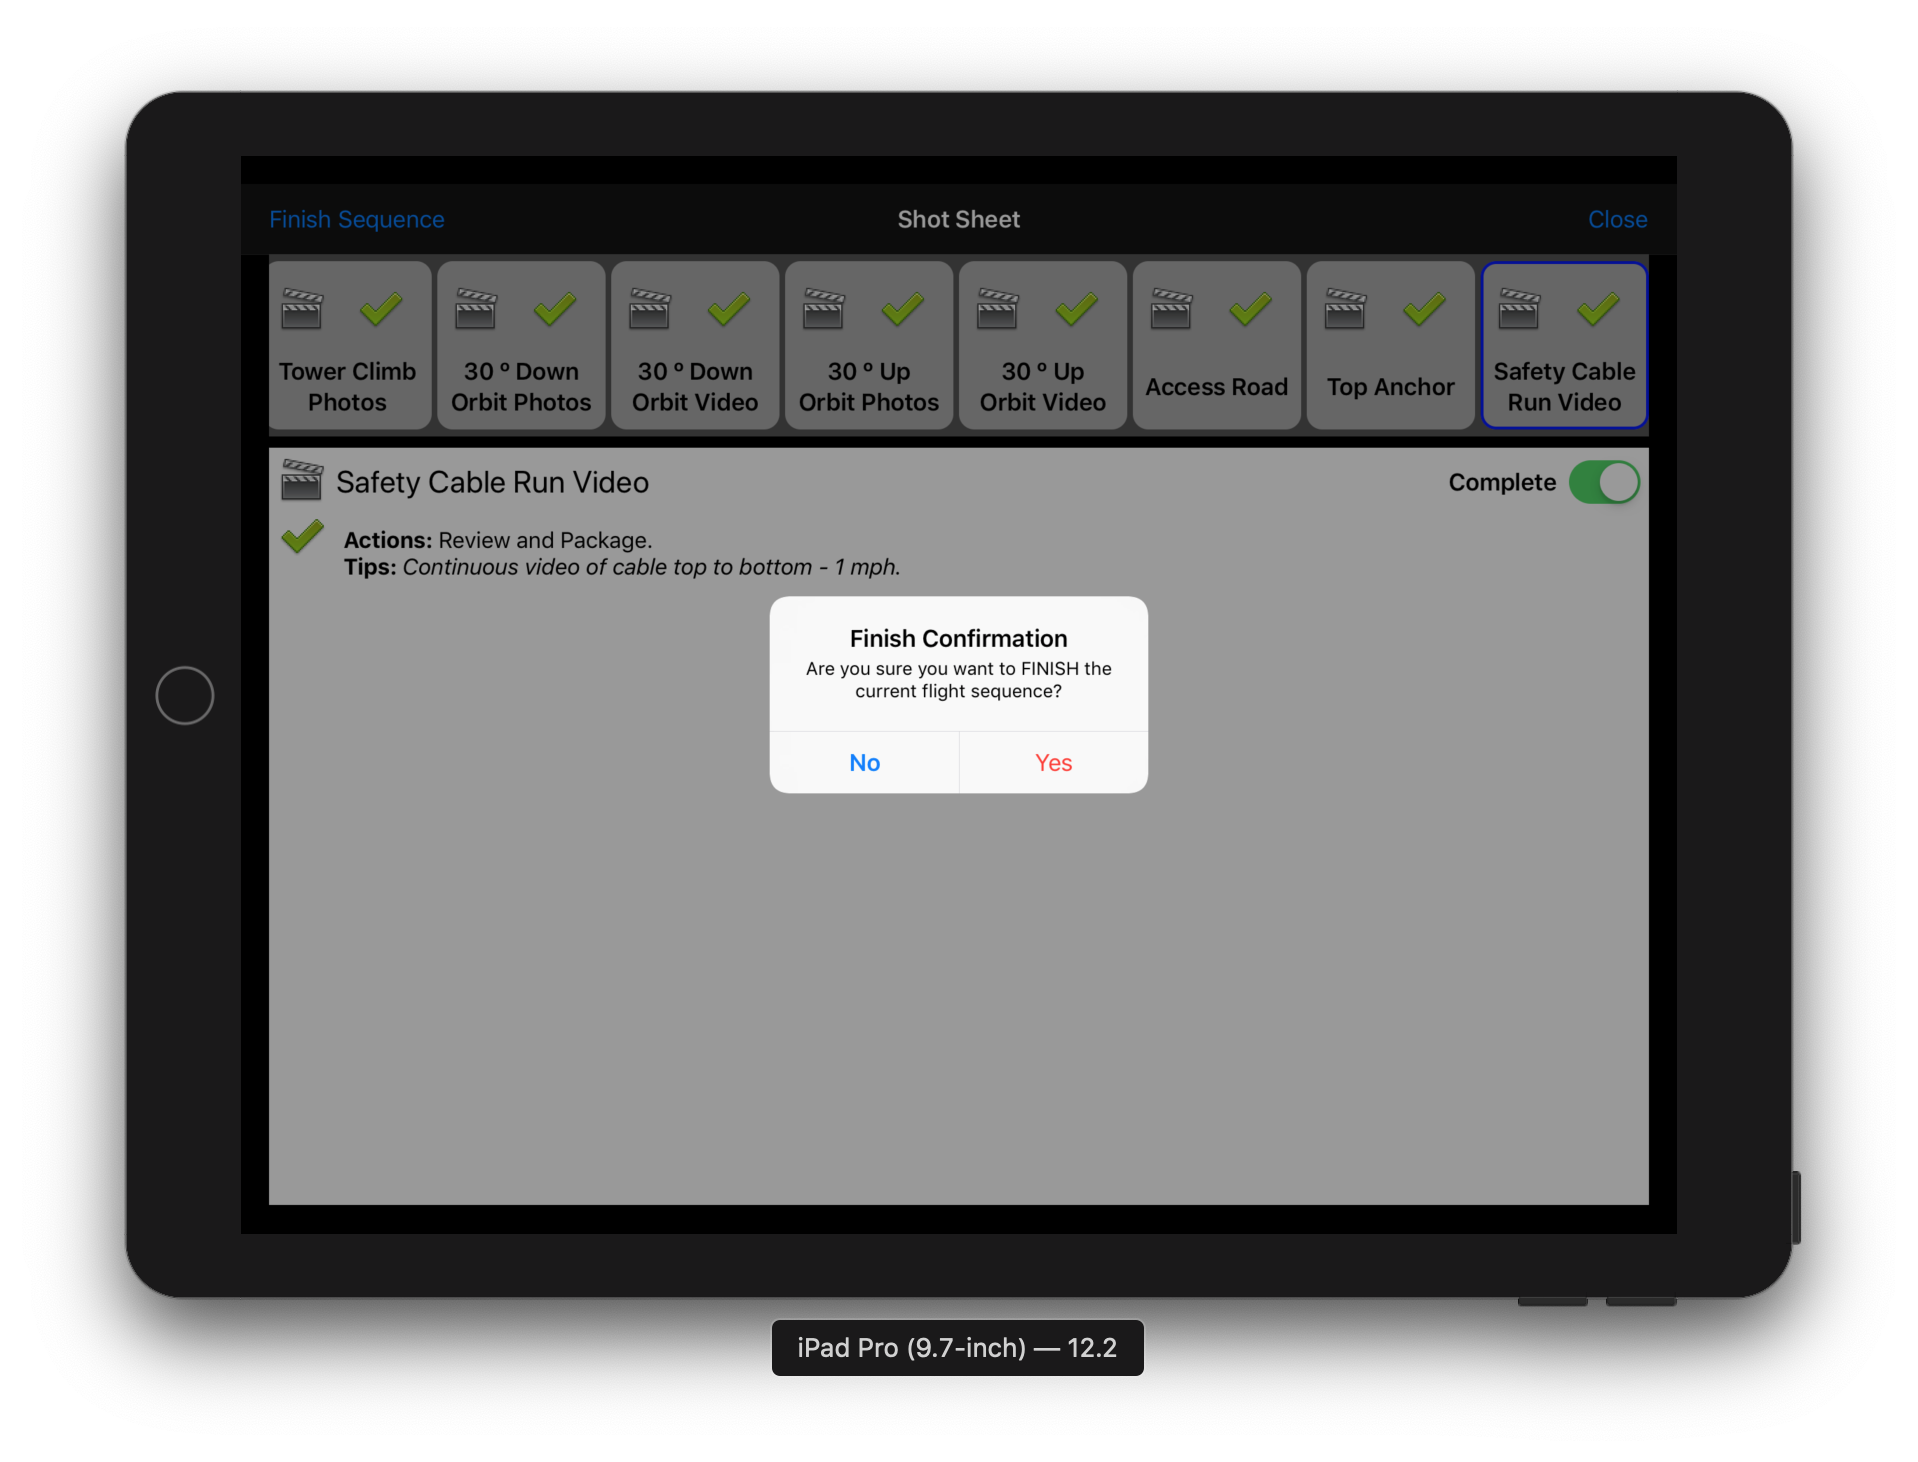 Finish Sequence
Shot Sheet
Close
Tower Climb
Photos
30 º Down
Orbit Photos
30 º Down
Orbit Video
30 º Up
Orbit Photos
30 º Up
Orbit Video
Access Road
Top Anchor
Safety Cable
Run Video
Safety Cable Run Video
Complete
Actions: Review and Package.
Tips: Continuous video of cable top to bottom - 1 mph.
Finish Confirmation
Are you sure you want to FINISH the
current flight sequence?
No
Yes
iPad Pro (9.7-inch) — 12.2